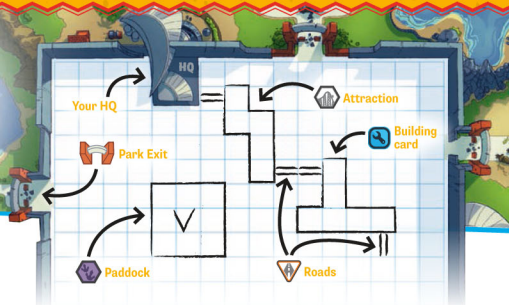 HQ
Your HQ
Attraction
Building
card
Park Exit
V
Paddock
Roads